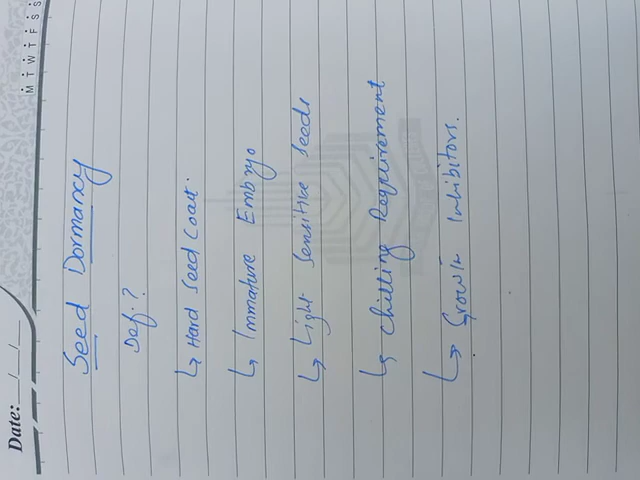 M T W T F S S
Date:
Seed Dormancy
Def.?
↳ Hard Seed Coat.
↳ Immature Embryo
↳ Light Sensitive Seeds
↳ Chilling Requirement
↳ Growth Inhibitors.